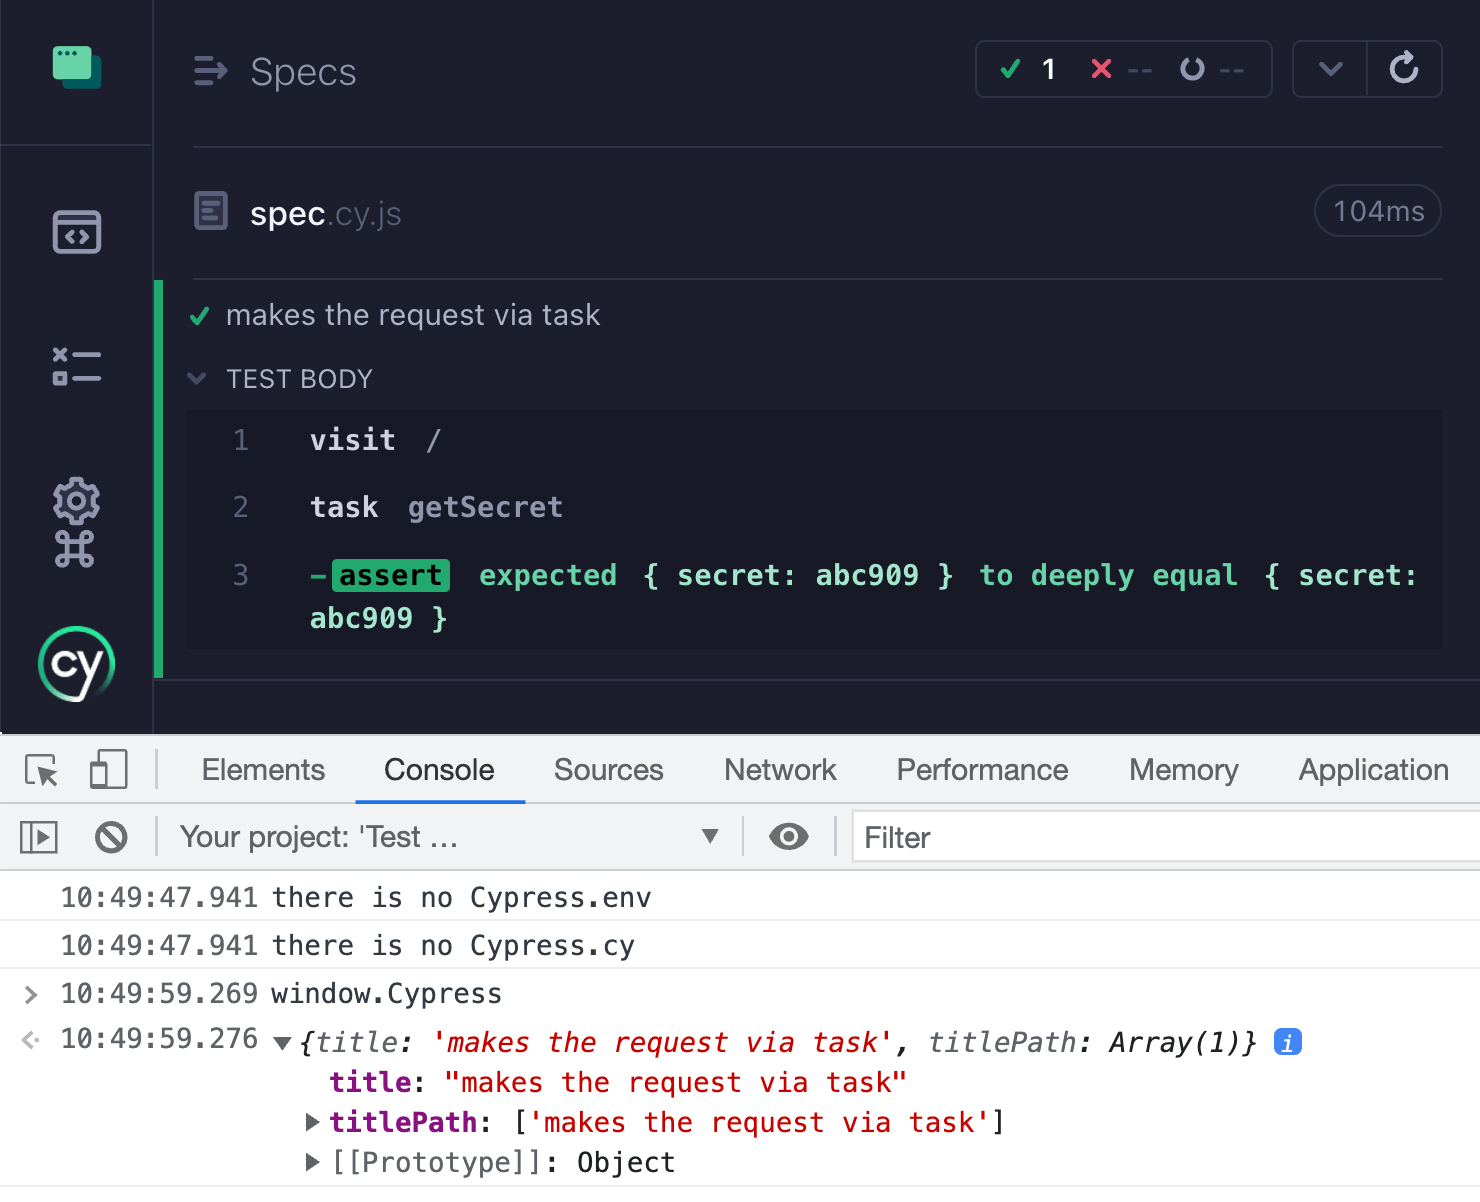 Specs
1 -- --
spec.cy.js
104ms
makes the request via task
TEST BODY
1 visit /
2 task getSecret
3 -assert expected { secret: abc909 } to deeply equal { secret:
abc909 }
cy
Elements Console Sources Network Performance Memory Application
Your project: 'Test … Filter
10:49:47.941 there is no Cypress.env
10:49:47.941 there is no Cypress.cy
10:49:59.269 window.Cypress
10:49:59.276 {title: 'makes the request via task', titlePath: Array(1)} i
title: "makes the request via task"
titlePath: ['makes the request via task']
[[Prototype]]: Object